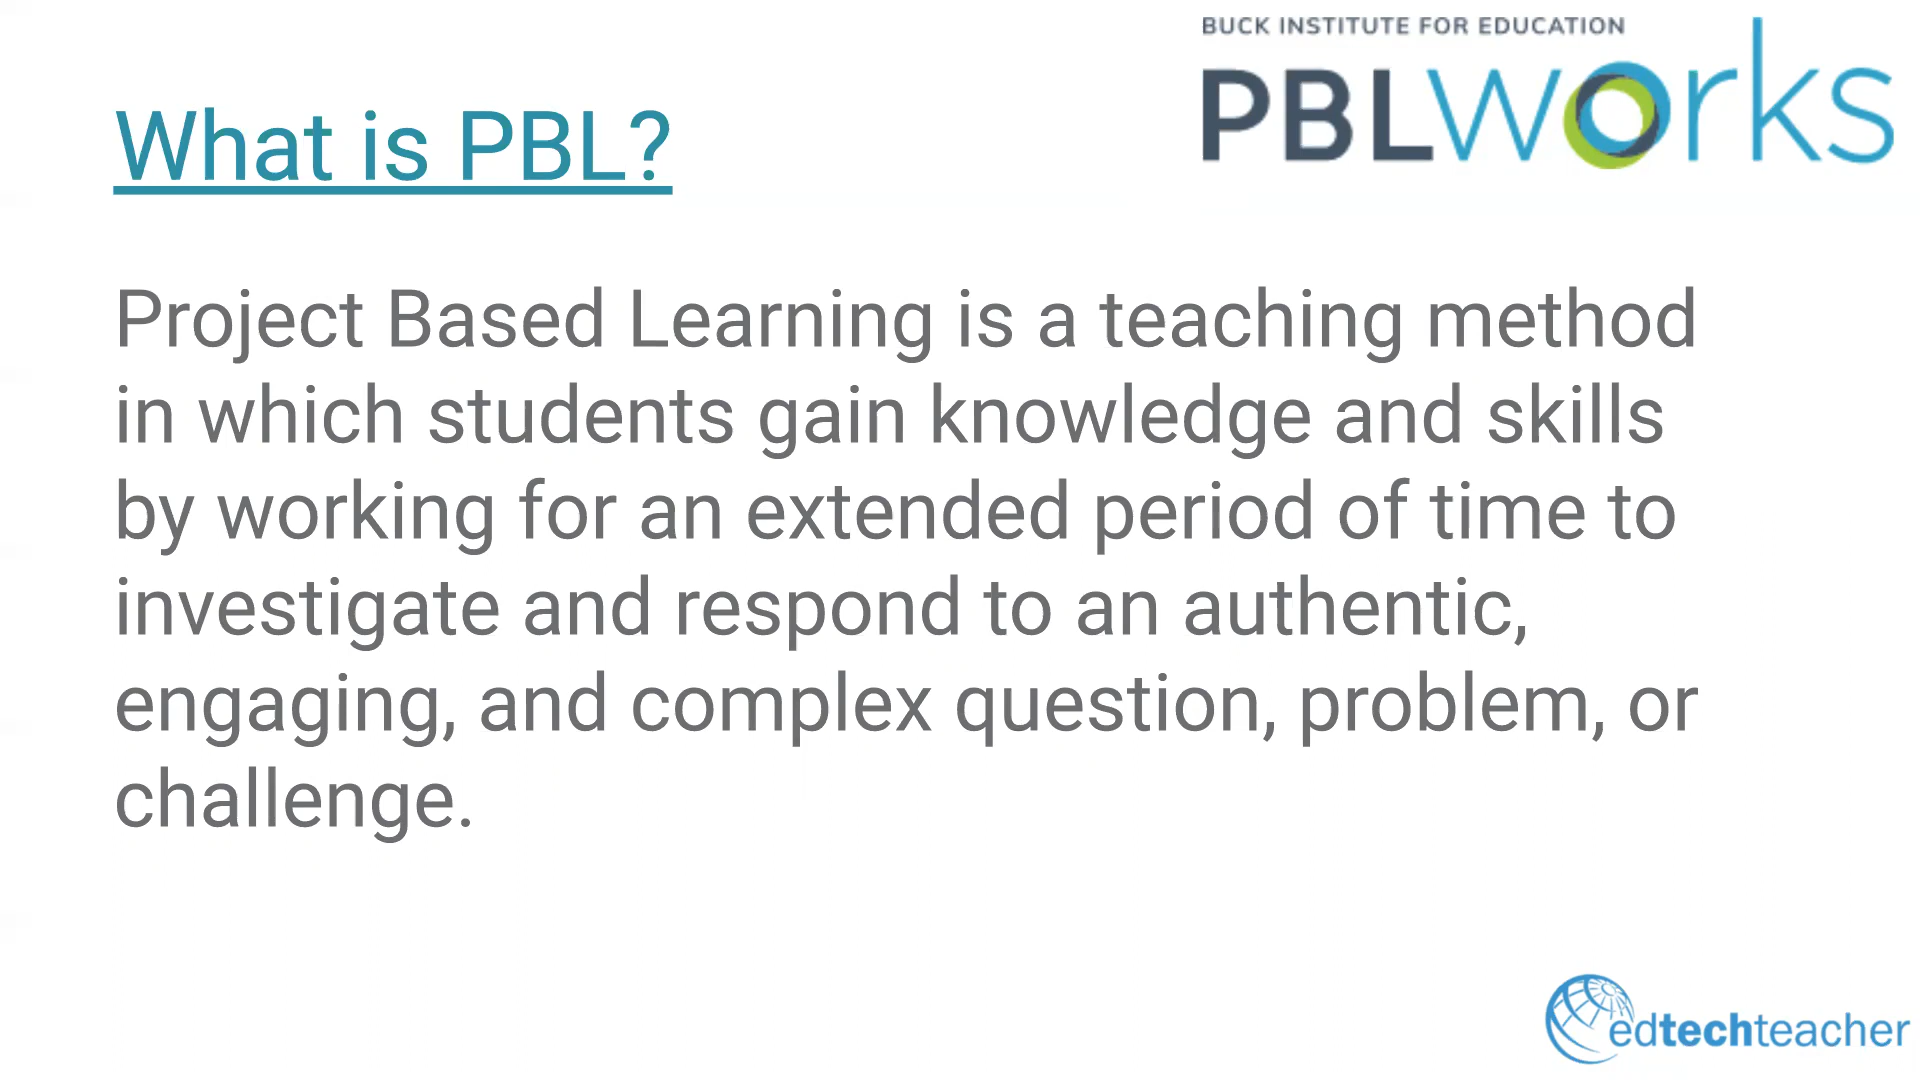 BUCK INSTITUTE FOR EDUCATION
PBLWorks
What is PBL?
Project Based Learning is a teaching method
in which students gain knowledge and skills
by working for an extended period of time to
investigate and respond to an authentic,
engaging, and complex question, problem, or
challenge.
edtechteacher